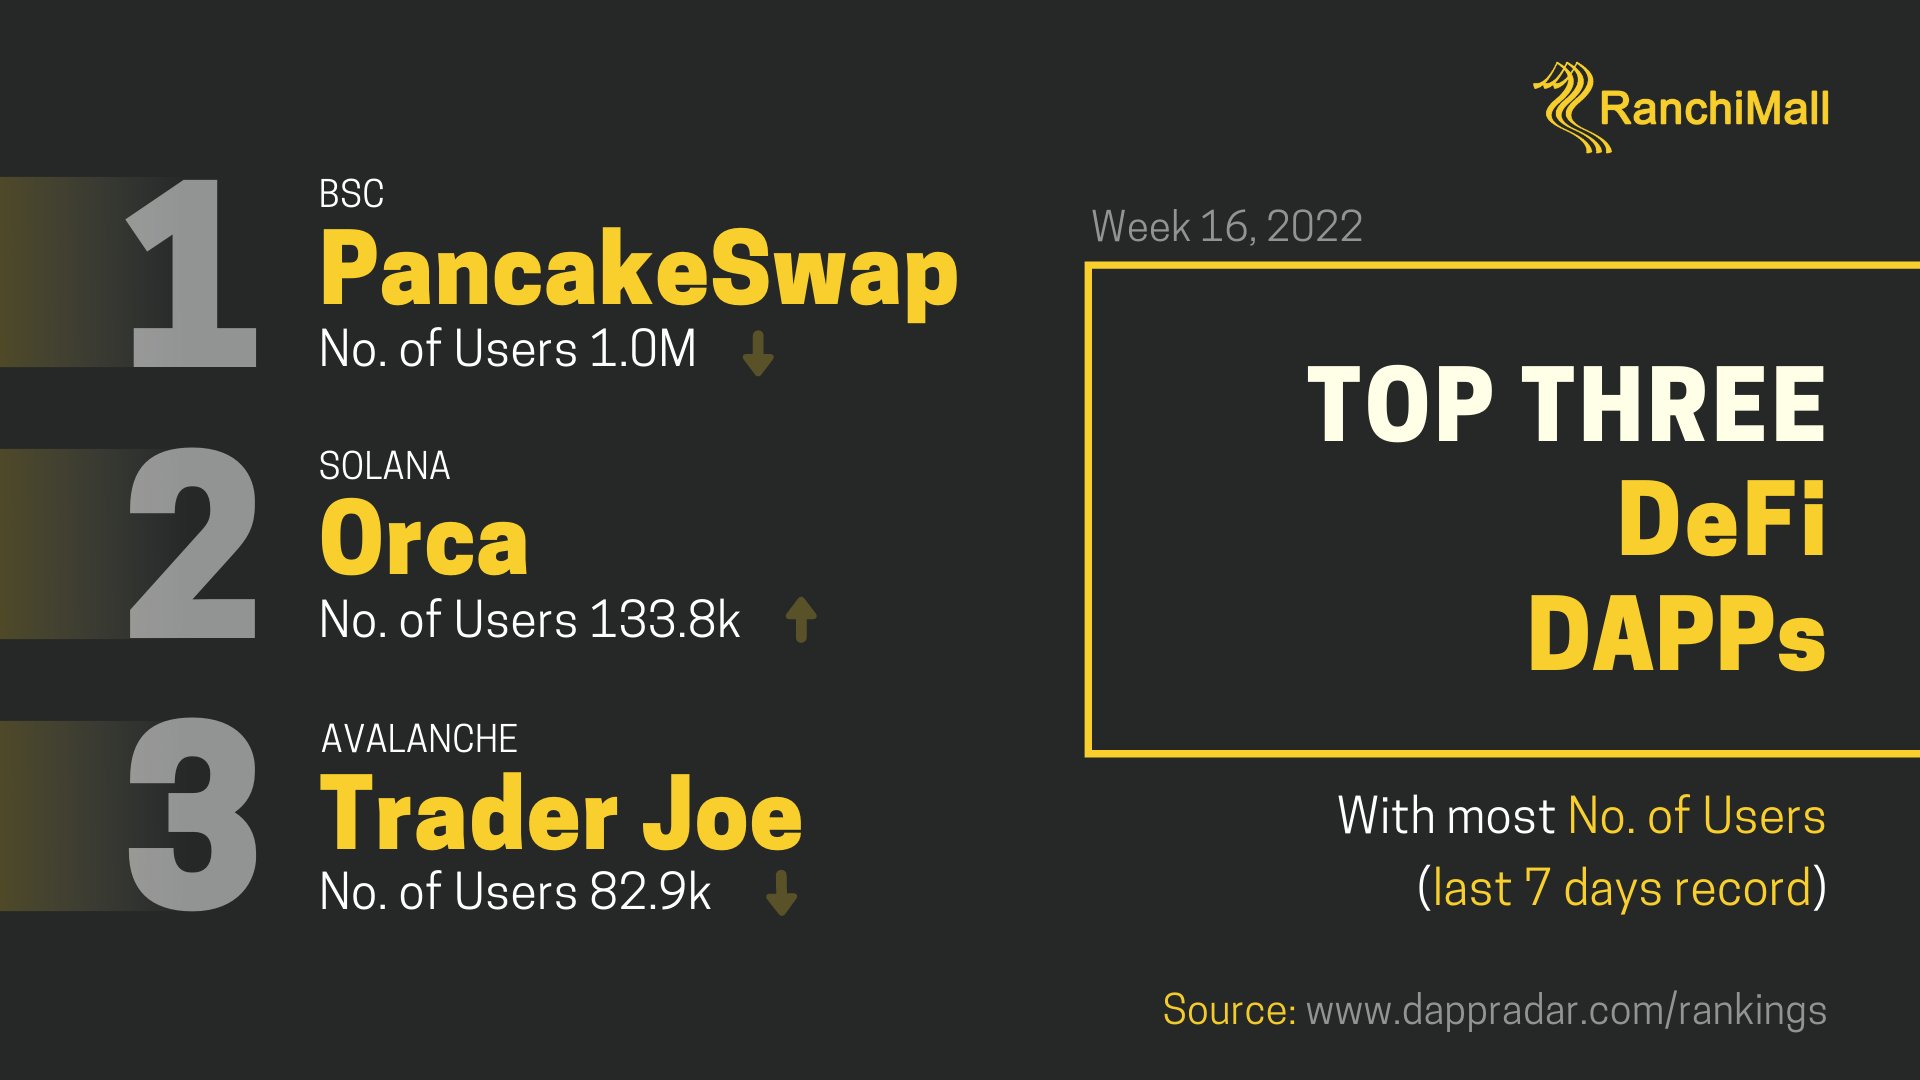 RanchiMall
1
BSC
PancakeSwap
No. of Users 1.0M
2
SOLANA
Orca
No. of Users 133.8k
3
AVALANCHE
Trader Joe
No. of Users 82.9k
Week 16, 2022
TOP THREE
DeFi
DAPPs
With most No. of Users
(last 7 days record)
Source: www.dappradar.com/rankings